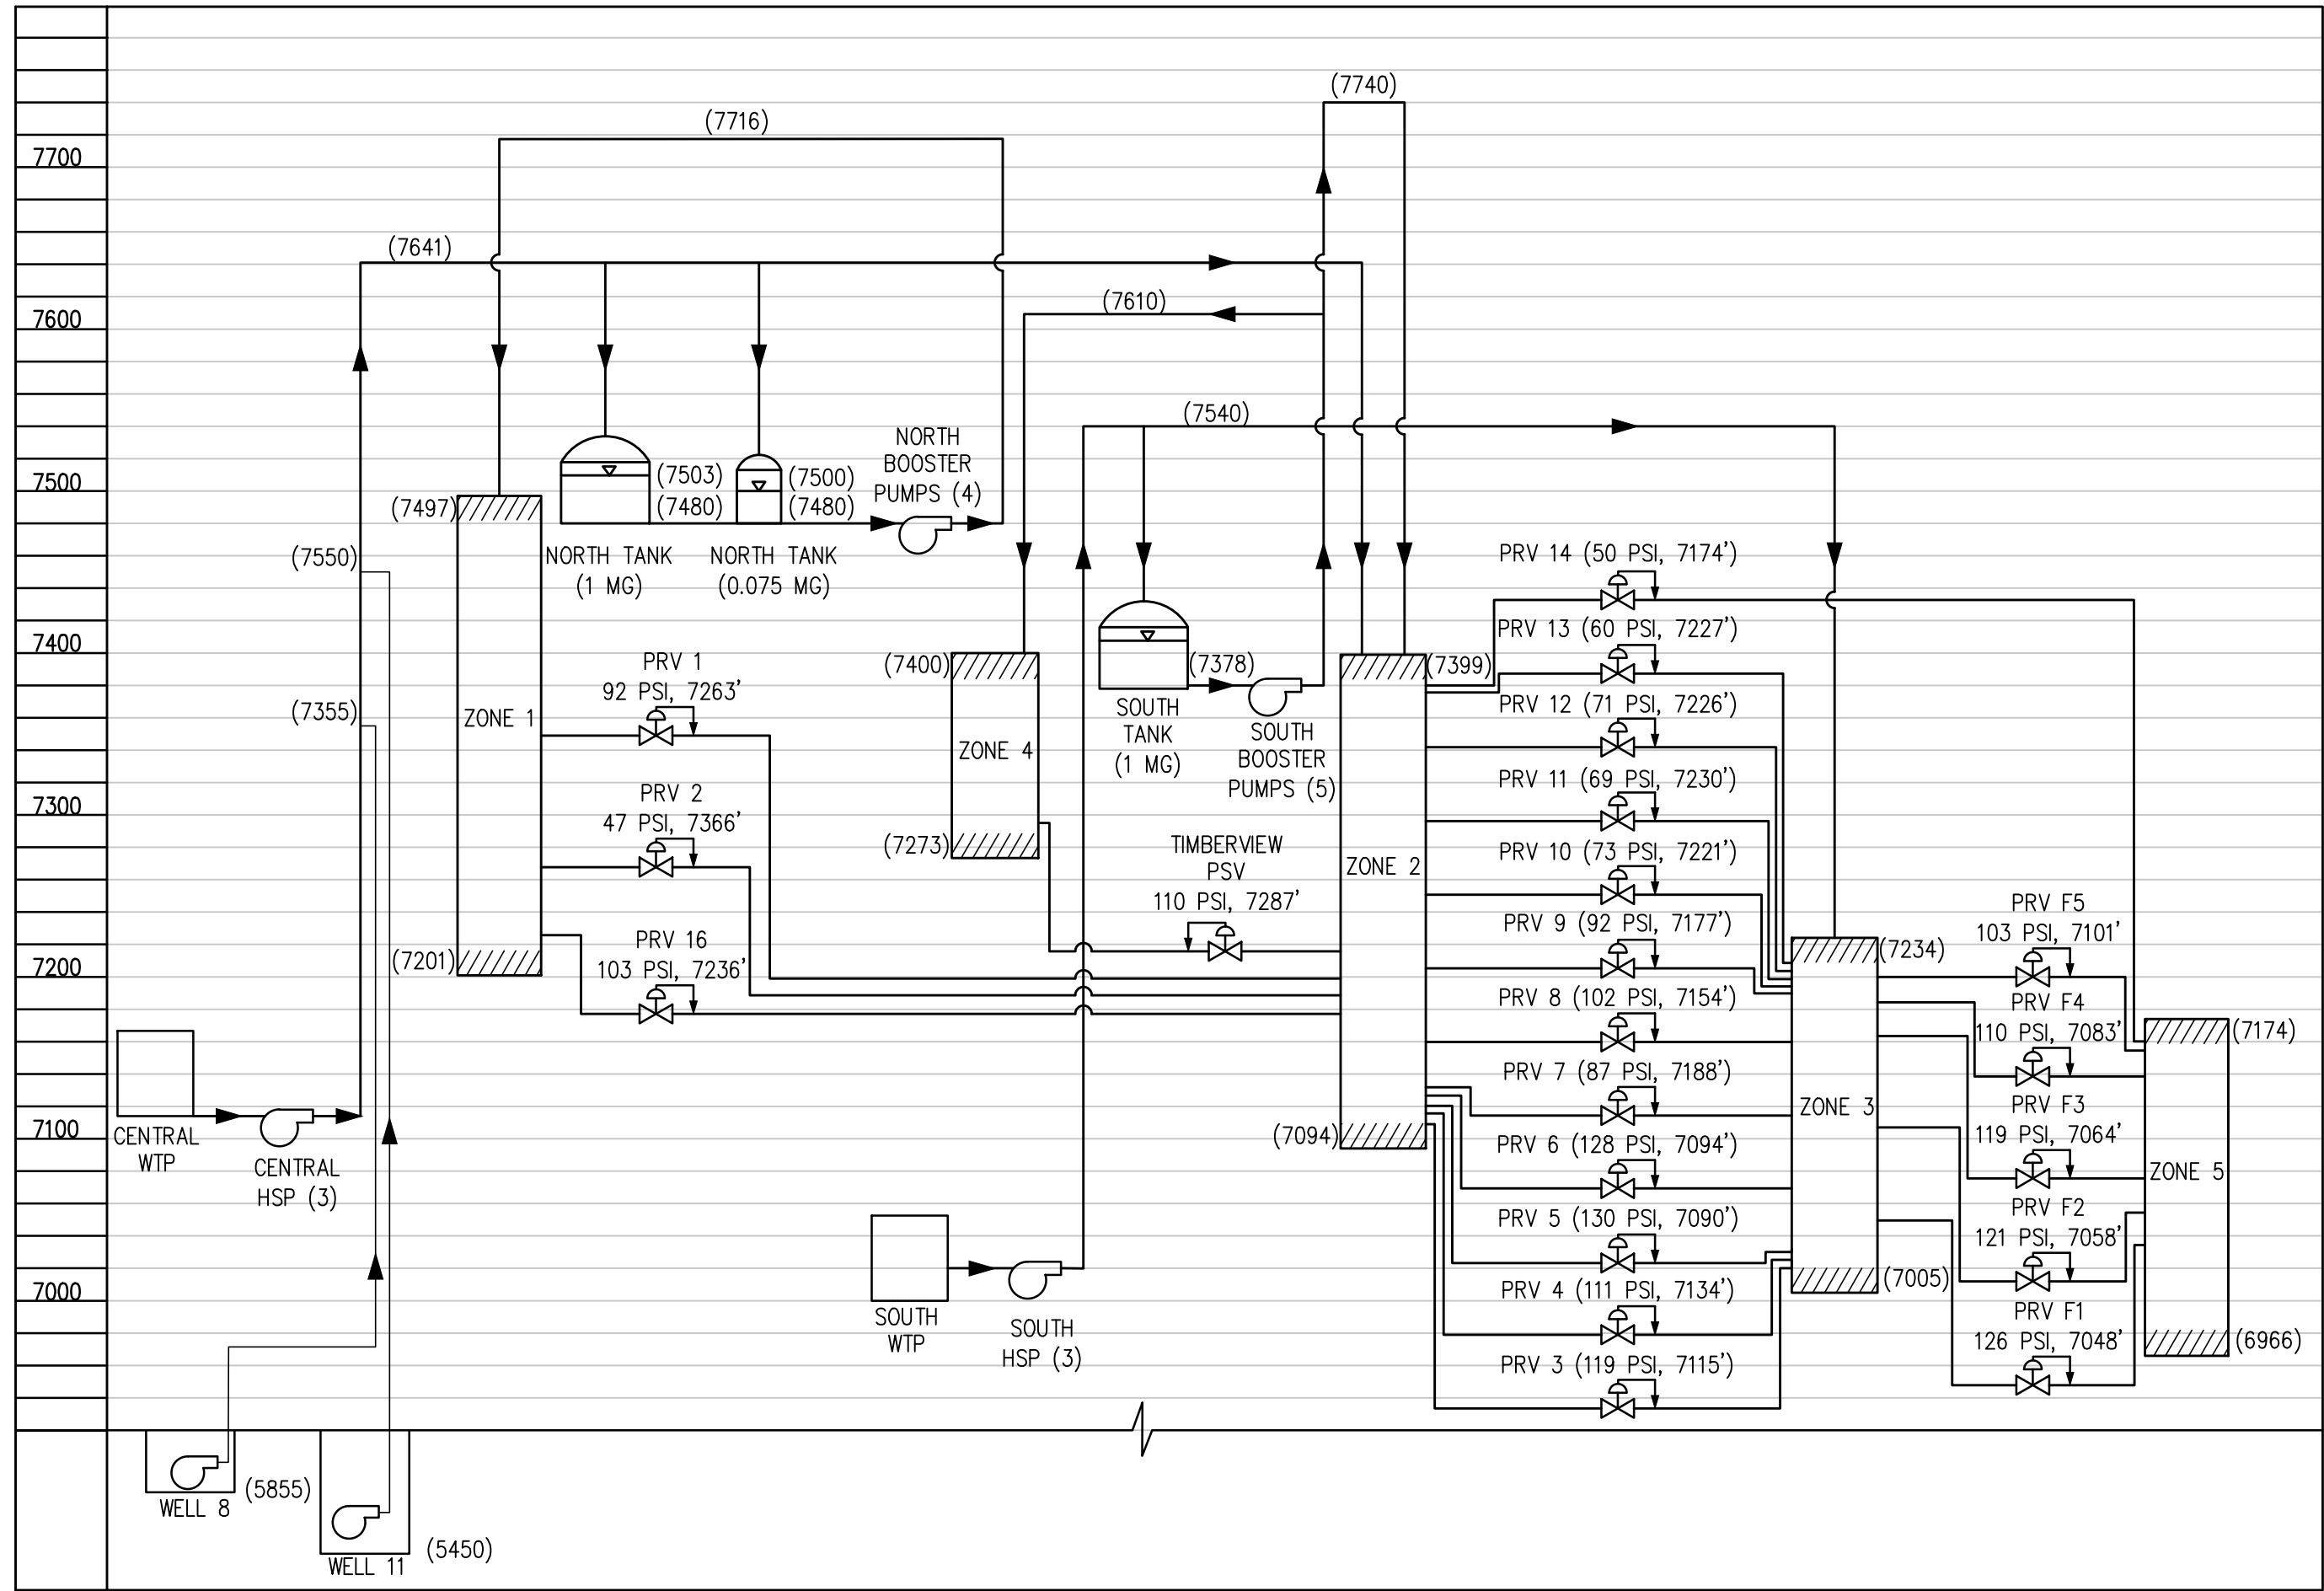 (7740)
(7716)
7700
(7641)
7600
(7610)
(7540)
NORTH
BOOSTER
PUMPS (4)
7500
(7503)
(7480)
(7500)
(7480)
(7497)
NORTH TANK
(1 MG)
NORTH TANK
(0.075 MG)
(7550)
PRV 14 (50 PSI, 7174')
PRV 13 (60 PSI, 7227')
7400
PRV 1
92 PSI, 7263'
(7400)
(7378)
(7399)
(7355)
ZONE 1
SOUTH
TANK
(1 MG)
SOUTH
BOOSTER
PUMPS (5)
PRV 12 (71 PSI, 7226')
ZONE 4
PRV 11 (69 PSI, 7230')
7300
PRV 2
47 PSI, 7366'
(7273)
TIMBERVIEW
PSV
110 PSI, 7287'
ZONE 2
PRV 10 (73 PSI, 7221')
PRV 9 (92 PSI, 7177')
PRV F5
103 PSI, 7101'
7200
(7201)
PRV 16
103 PSI, 7236'
(7234)
PRV 8 (102 PSI, 7154')
PRV F4
110 PSI, 7083'
(7174)
PRV 7 (87 PSI, 7188')
7100
CENTRAL
WTP
CENTRAL
HSP (3)
(7094)
ZONE 3
PRV F3
119 PSI, 7064'
PRV 6 (128 PSI, 7094')
ZONE 5
PRV 5 (130 PSI, 7090')
PRV F2
121 PSI, 7058'
7000
(7005)
PRV 4 (111 PSI, 7134')
SOUTH
WTP
SOUTH
HSP (3)
PRV F1
126 PSI, 7048'
(6966)
PRV 3 (119 PSI, 7115')
WELL 8
(5855)
WELL 11
(5450)